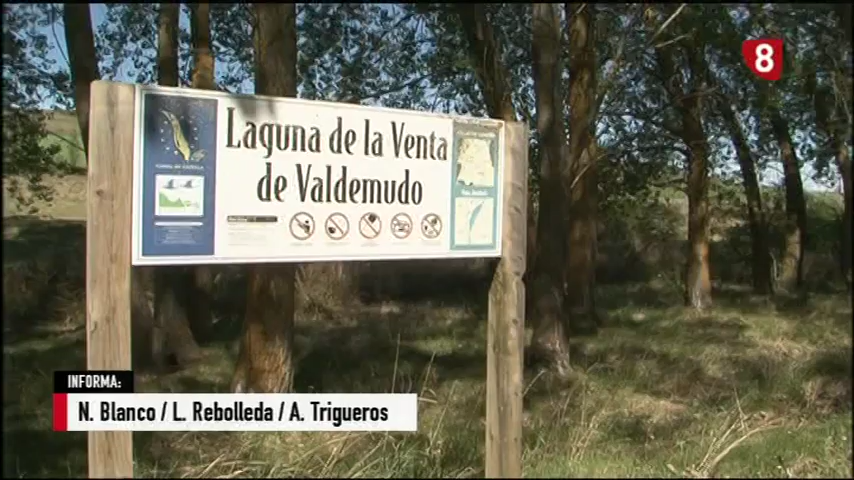 8
Laguna de la Venta
de Valdemudo
INFORMA:
N. Blanco / L. Rebolleda / A. Trigueros